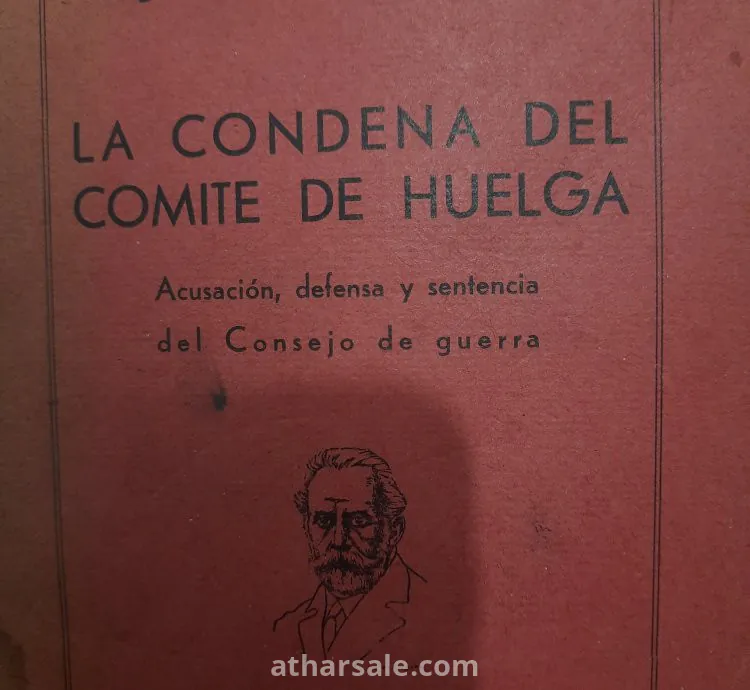 LA CONDENA DEL
COMITE DE HUELGA
Acusación, defensa y sentencia
del Consejo de guerra
atharsale.com